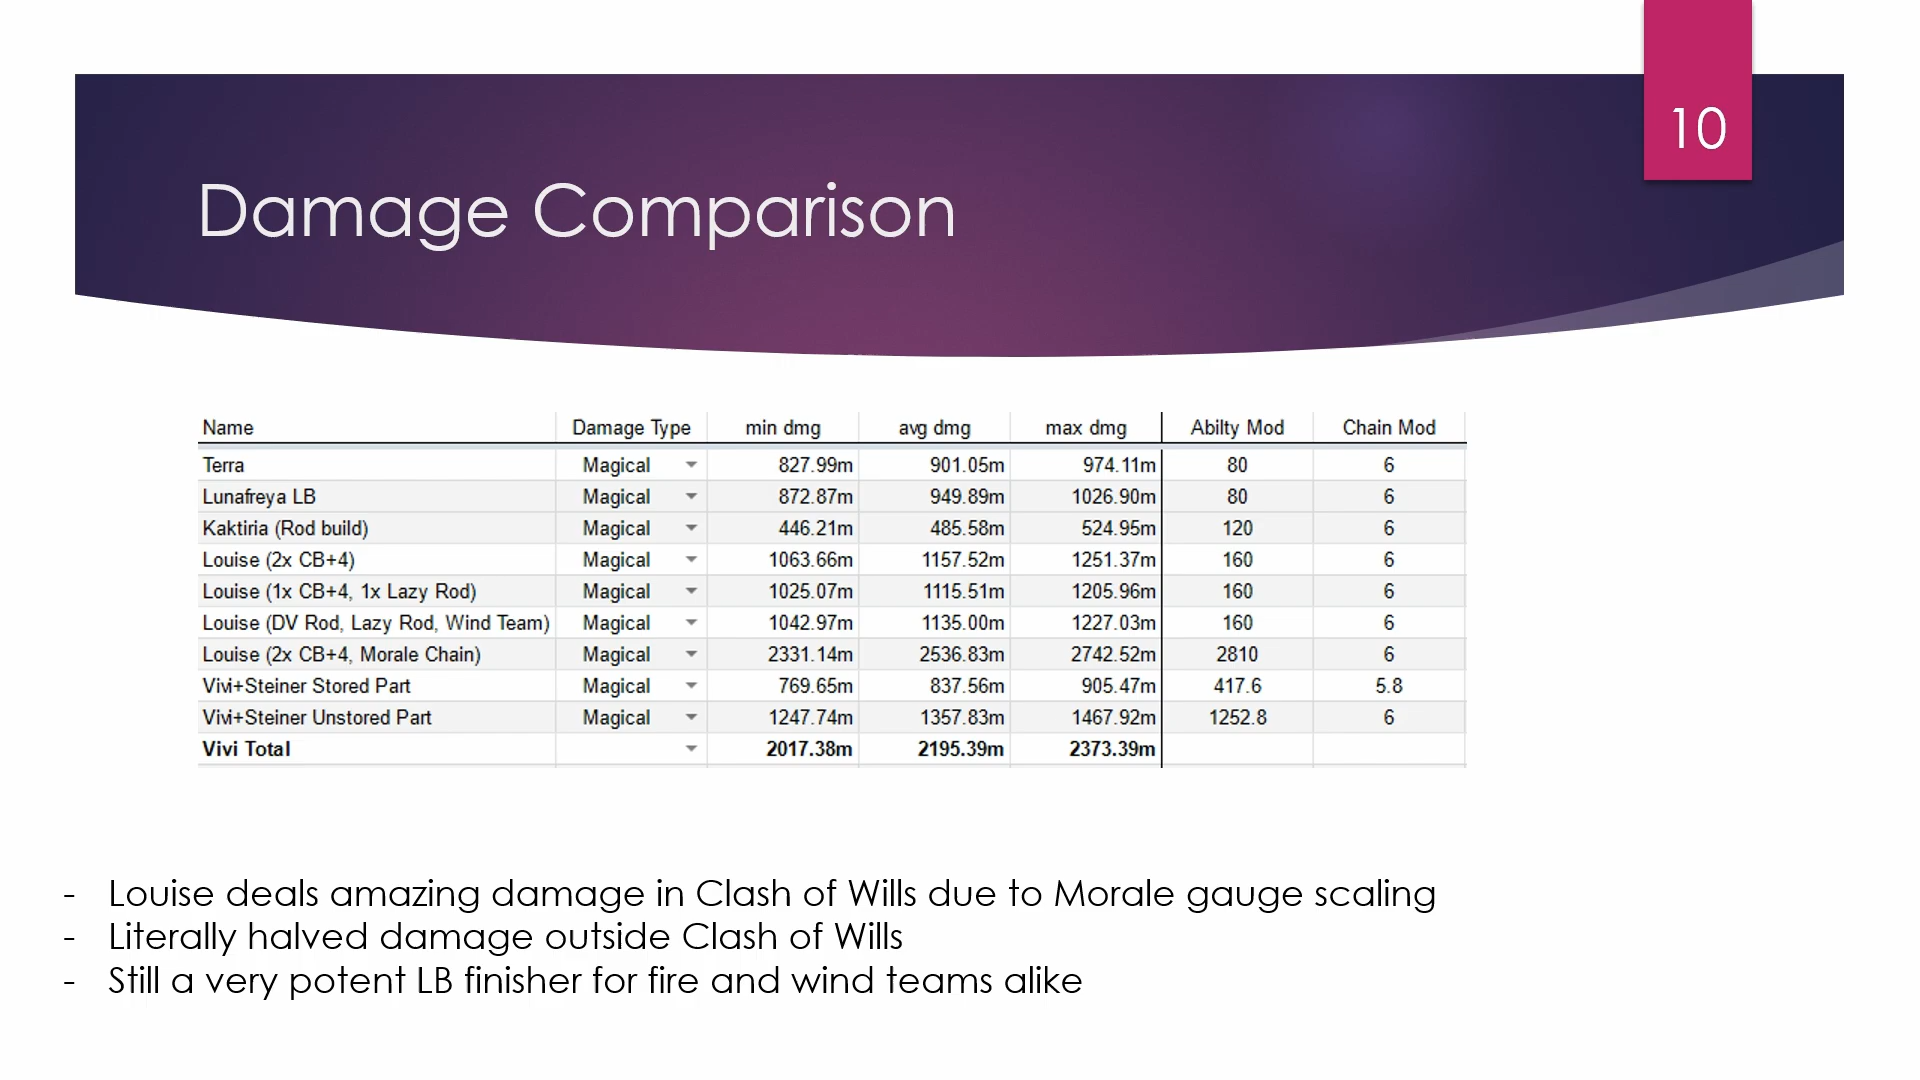 10
Damage Comparison
Name Damage Type min dmg avg dmg max dmg Abilty Mod Chain Mod
Terra Magical 827.99m 901.05m 974.11m 80 6
Lunafreya LB Magical 872.87m 949.89m 1026.90m 80 6
Kaktiria (Rod build) Magical 446.21m 485.58m 524.95m 120 6
Louise (2x CB+4) Magical 1063.66m 1157.52m 1251.37m 160 6
Louise (1x CB+4, 1x Lazy Rod) Magical 1025.07m 1115.51m 1205.96m 160 6
Louise (DV Rod, Lazy Rod, Wind Team) Magical 1042.97m 1135.00m 1227.03m 160 6
Louise (2x CB+4, Morale Chain) Magical 2331.14m 2536.83m 2742.52m 2810 6
Vivi+Steiner Stored Part Magical 769.65m 837.56m 905.47m 417.6 5.8
Vivi+Steiner Unstored Part Magical 1247.74m 1357.83m 1467.92m 1252.8 6
Vivi Total 2017.38m 2195.39m 2373.39m
- Louise deals amazing damage in Clash of Wills due to Morale gauge scaling
- Literally halved damage outside Clash of Wills
- Still a very potent LB finisher for fire and wind teams alike